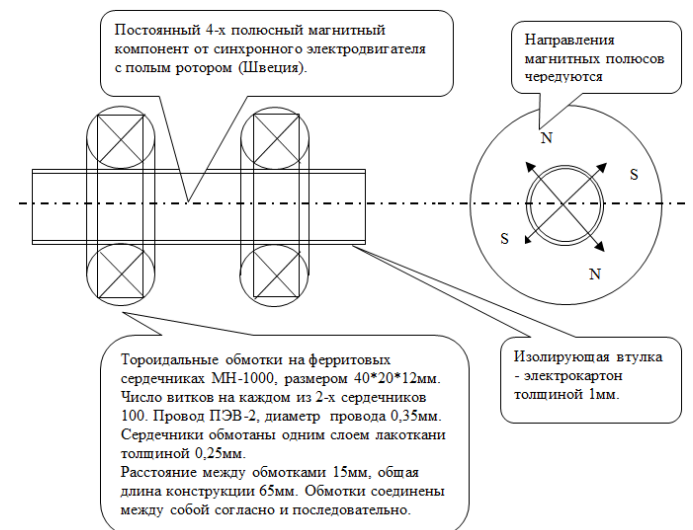 Постоянный 4-х полюсный магнитный
компонент от синхронного электродвигателя
с полым ротором (Швеция).
Направления
магнитных полюсов
чередуются
N
S
S
N
Тороидальные обмотки на ферритовых
сердечниках МН-1000, размером 40*20*12мм.
Число витков на каждом из 2-х сердечников
100. Провод ПЭВ-2, диаметр провода 0,35мм.
Сердечники обмотаны одним слоем лакоткани
толщиной 0,25мм.
Расстояние между обмотками 15мм, общая
длина конструкции 65мм. Обмотки соединены
между собой согласно и последовательно.
Изолирующая втулка
- электрокартон
толщиной 1мм.